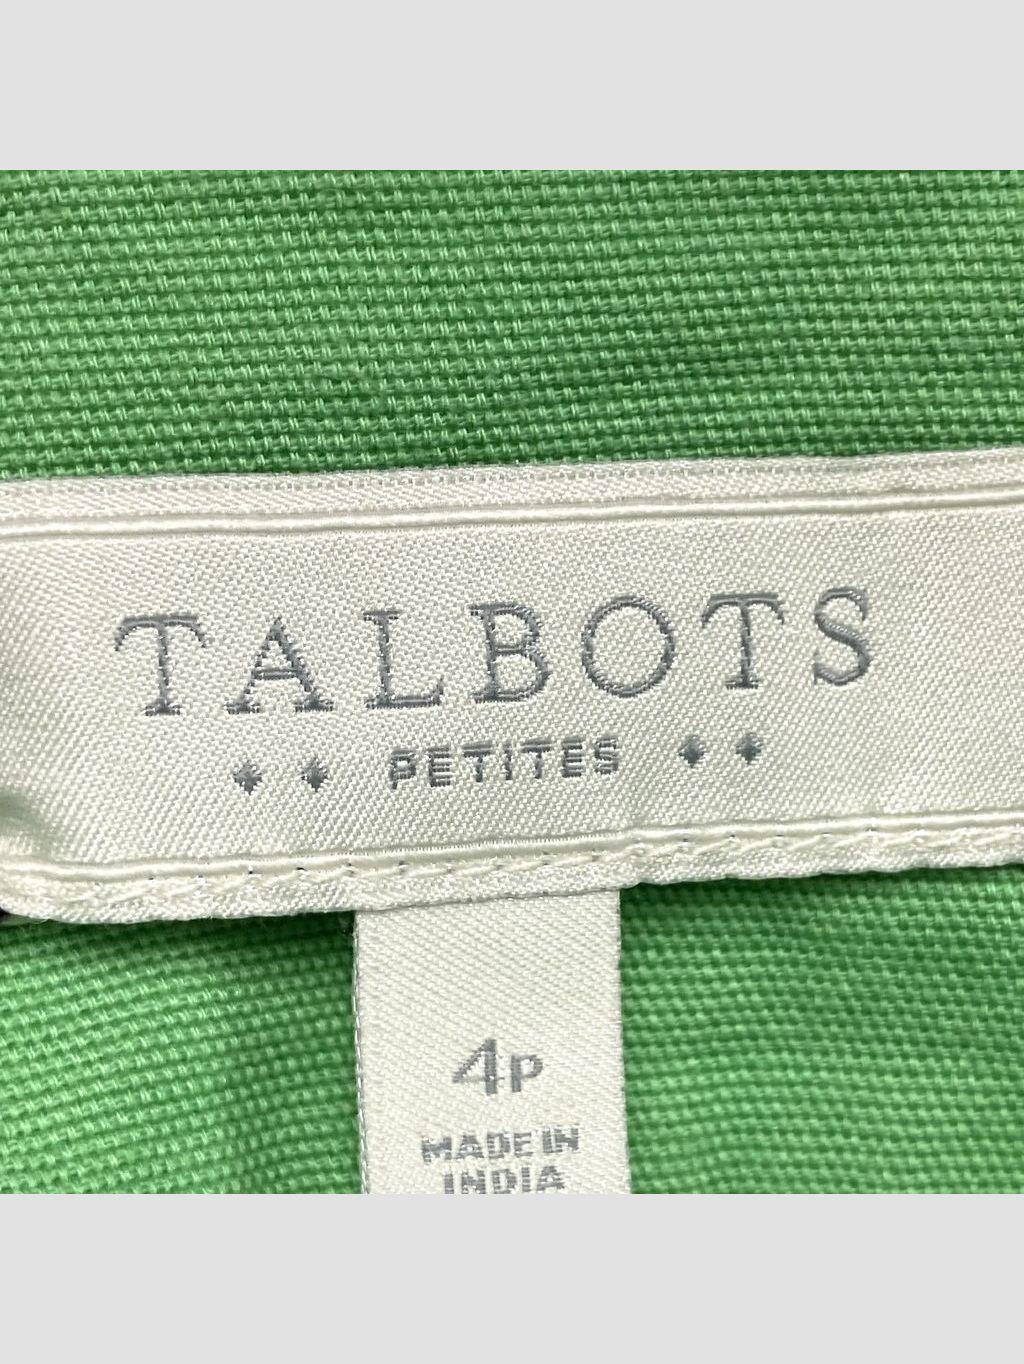 TALBOTS
PETITES
4P
MADE IN
INDIA